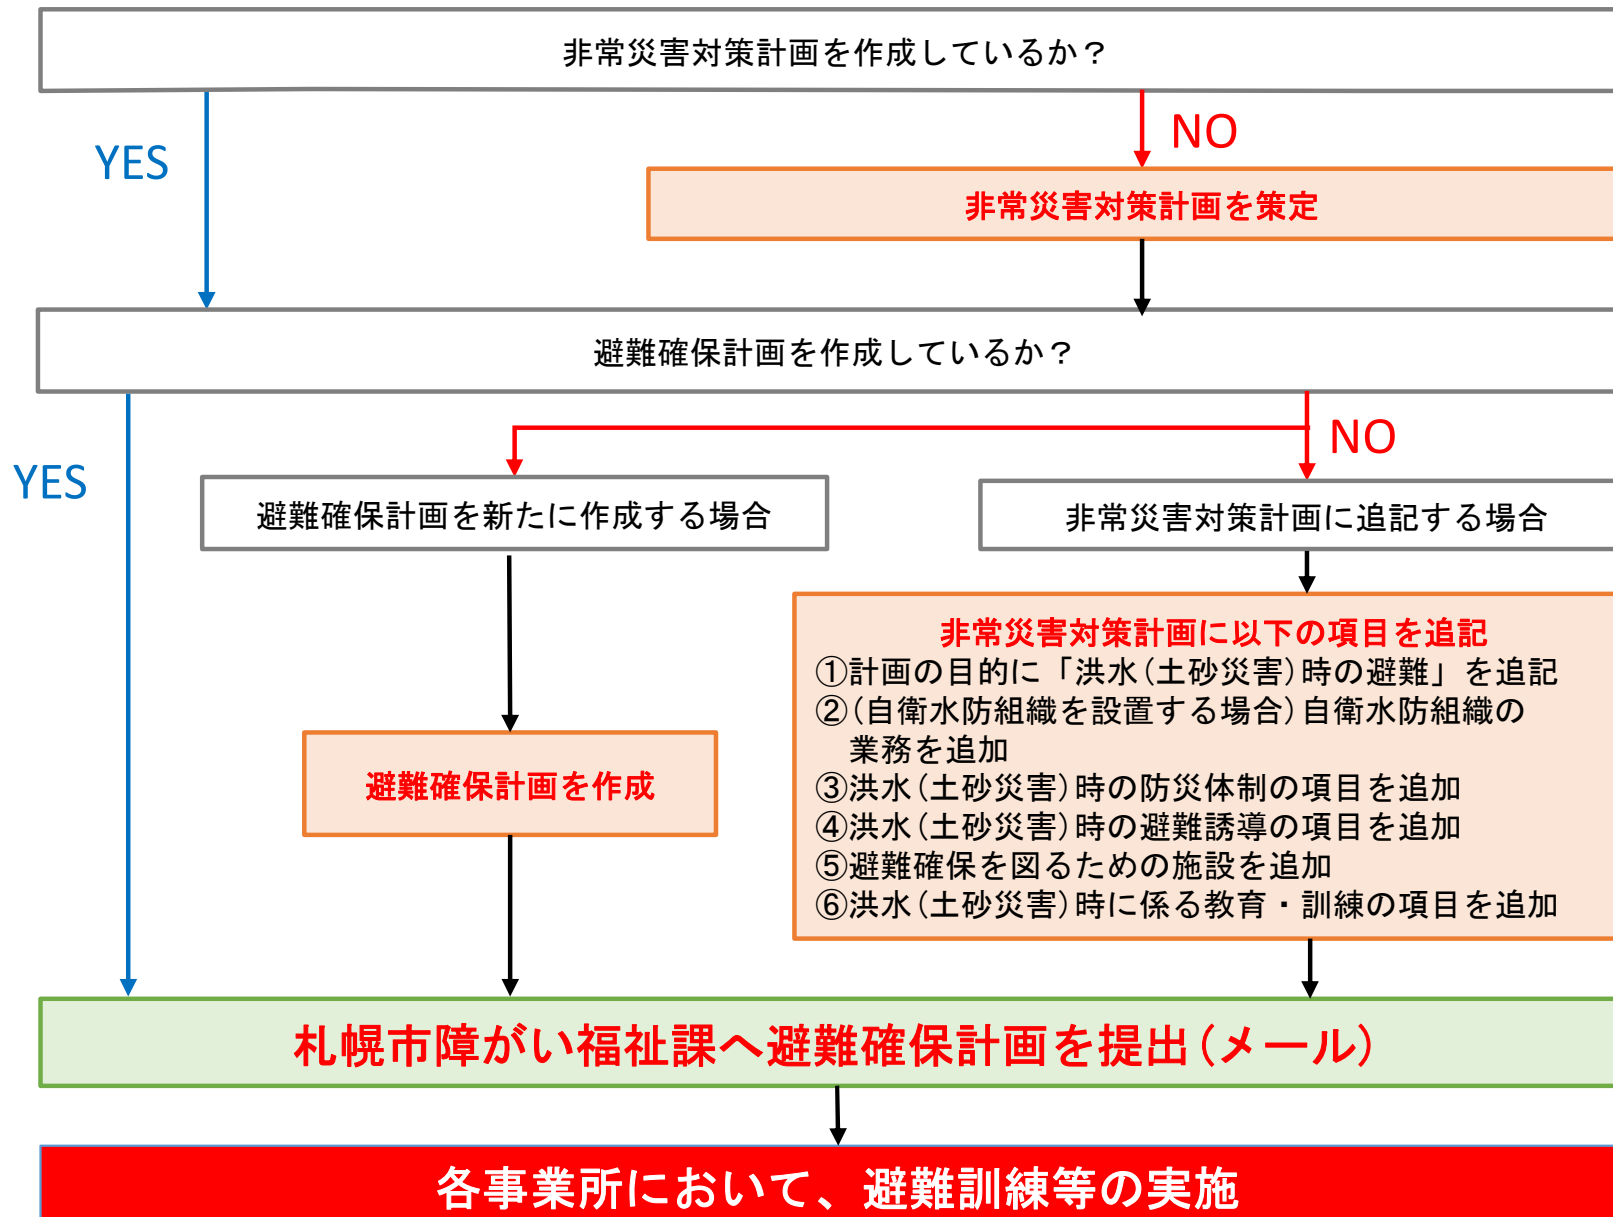 非常災害対策計画を作成しているか？
YES
NO
非常災害対策計画を策定
避難確保計画を作成しているか？
YES
NO
避難確保計画を新たに作成する場合
非常災害対策計画に追記する場合
非常災害対策計画に以下の項目を追記
①計画の目的に「洪水(土砂災害)時の避難」を追記
②(自衛水防組織を設置する場合)自衛水防組織の
業務を追加
③洪水(土砂災害)時の防災体制の項目を追加
④洪水(土砂災害)時の避難誘導の項目を追加
⑤避難確保を図るための施設を追加
⑥洪水(土砂災害)時に係る教育・訓練の項目を追加
避難確保計画を作成
札幌市障がい福祉課へ避難確保計画を提出(メール)
各事業所において、避難訓練等の実施